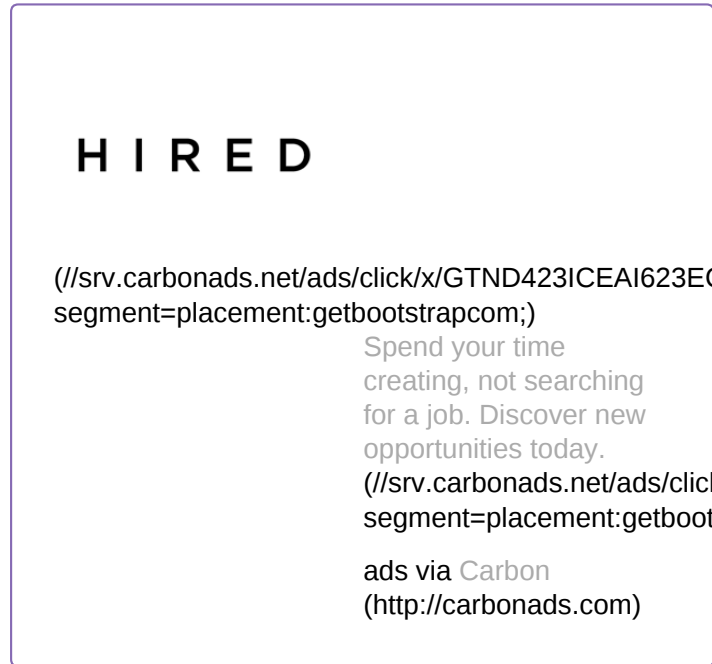 HIRED
(//srv.carbonads.net/ads/click/x/GTND423ICEAI623E
segment=placement:getbootstrapcom;)
Spend your time
creating, not searching
for a job. Discover new
opportunities today.
(//srv.carbonads.net/ads/clic
segment=placement:getboot
ads via Carbon
(http://carbonads.com)